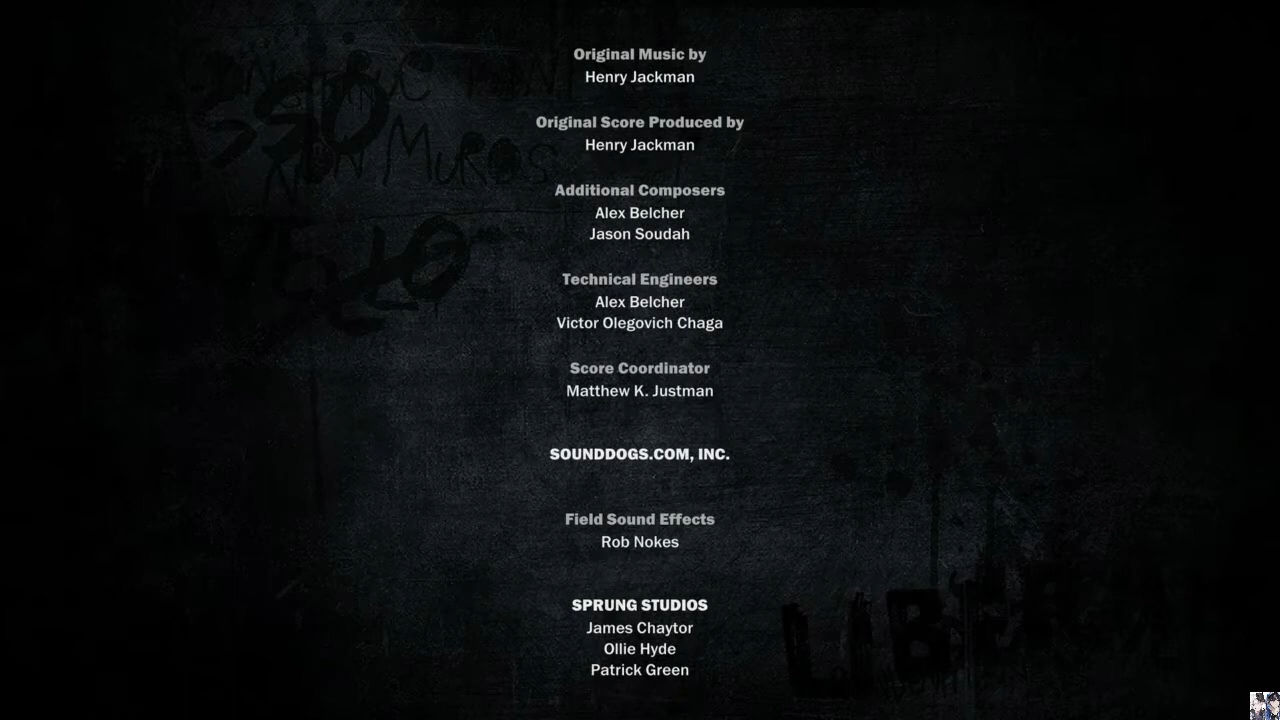 Original Music by
Henry Jackman
Original Score Produced by
Henry Jackman
Additional Composers
Alex Belcher
Jason Soudah
Technical Engineers
Alex Belcher
Victor Olegovich Chaga
Score Coordinator
Matthew K. Justman
SOUNDDOGS.COM, INC.
Field Sound Effects
Rob Nokes
SPRUNG STUDIOS
James Chaytor
Ollie Hyde
Patrick Green
MUROS